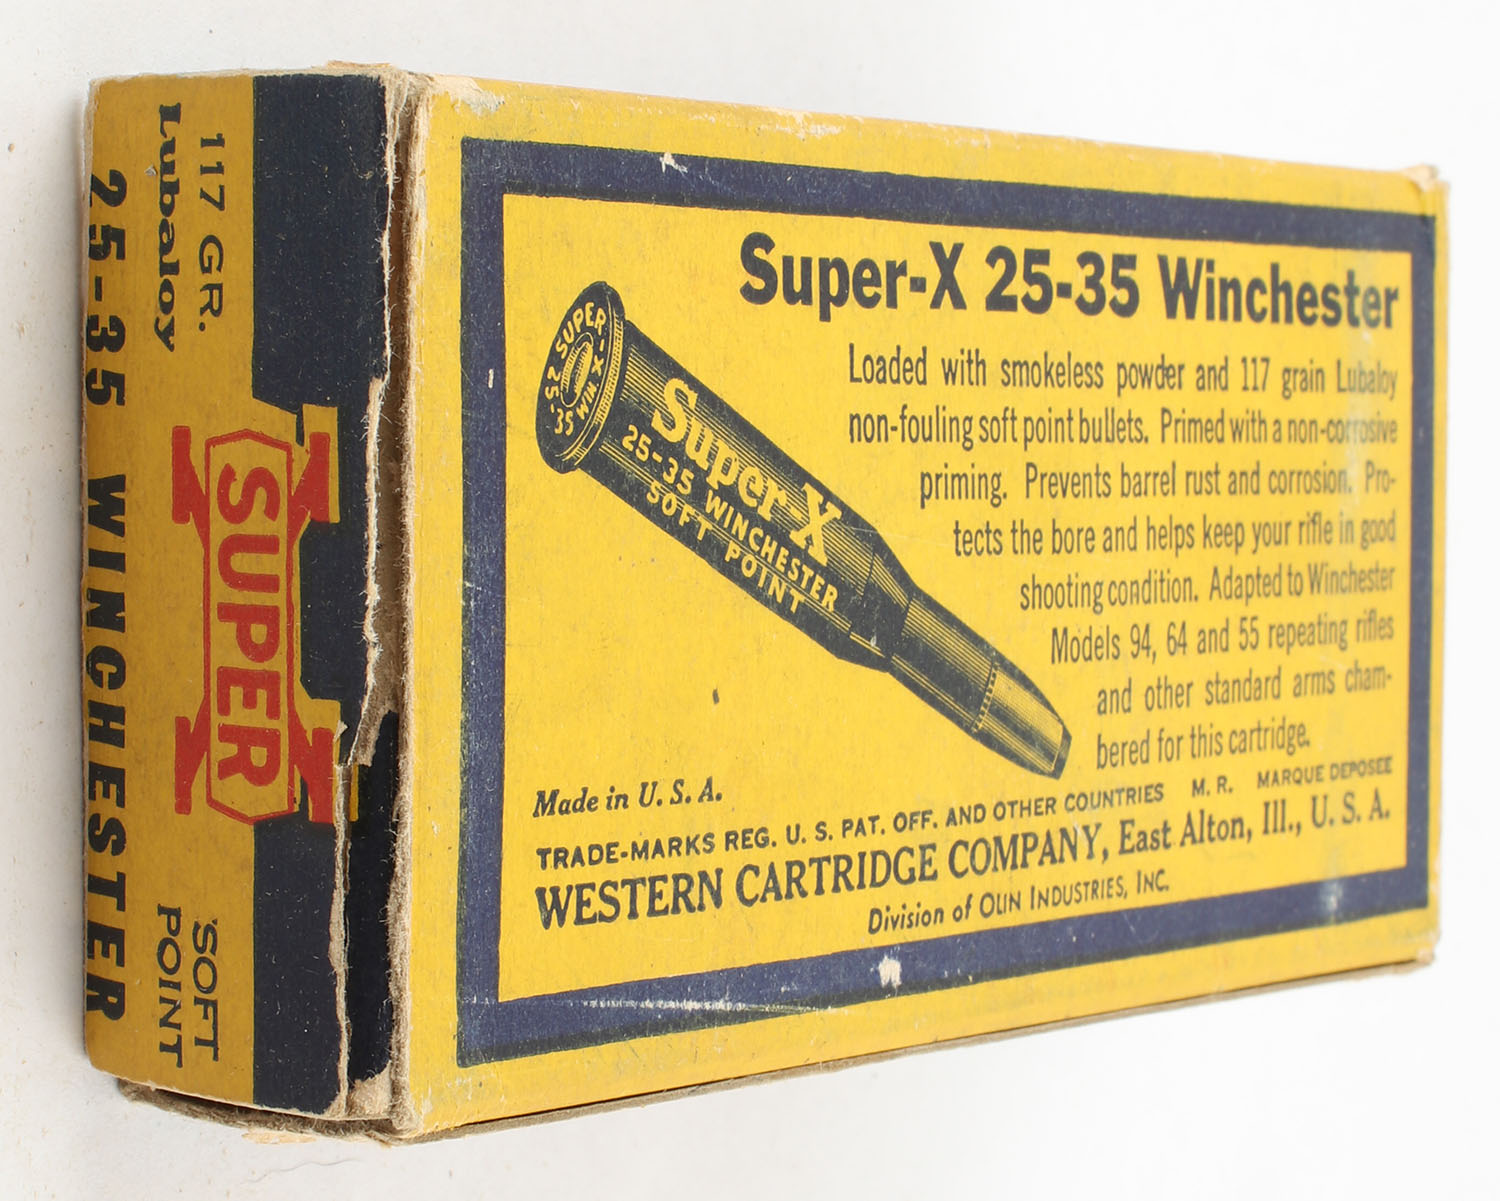 117 GR.
Lubaloy
25-35 WINCHESTER
SUPER
X
SOFT
POINT
Super-X 25-35 Winchester
Loaded with smokeless powder and 117 grain Lubaloy
non-fouling soft point bullets. Primed with a non-corrosive
priming. Prevents barrel rust and corrosion. Pro-
tects the bore and helps keep your rifle in good
shooting condition. Adapted to Winchester
Models 94, 64 and 55 repeating rifles
and other standard arms cham-
bered for this cartridge.
SUPER-X
25-35 WIN
Super-X
25-35 WINCHESTER
SOFT POINT
Made in U. S. A.
TRADE-MARKS REG. U. S. PAT. OFF. AND OTHER COUNTRIES M. R. MARQUE DEPOSEE
WESTERN CARTRIDGE COMPANY, East Alton, Ill., U. S. A.
Division of OLIN INDUSTRIES, INC.